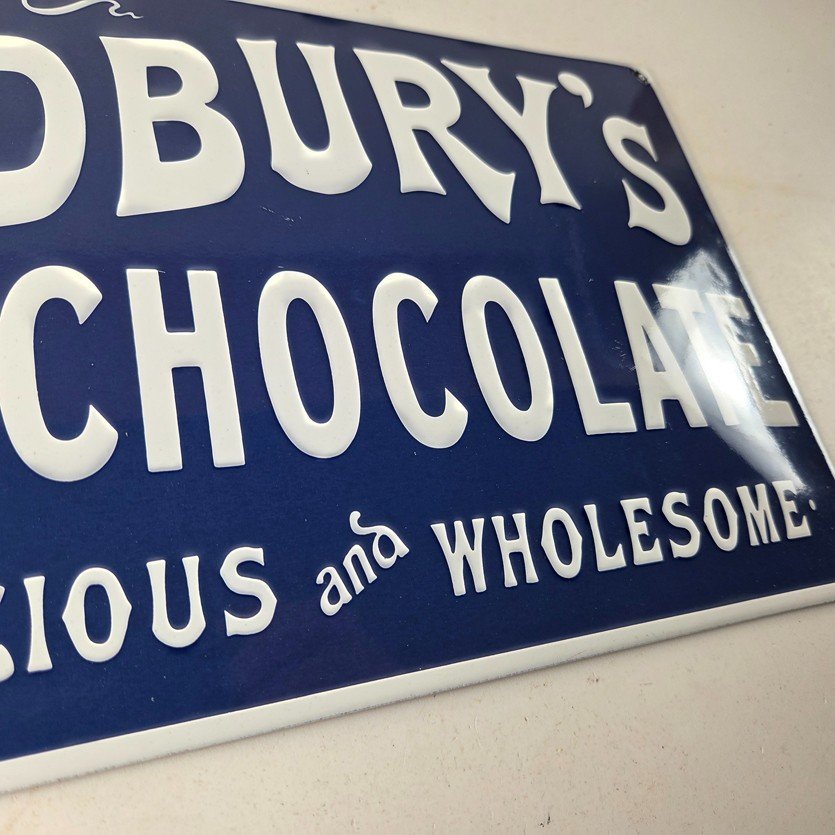 DBURY'S
CHOCOLATE
CIOUS and WHOLESOME.